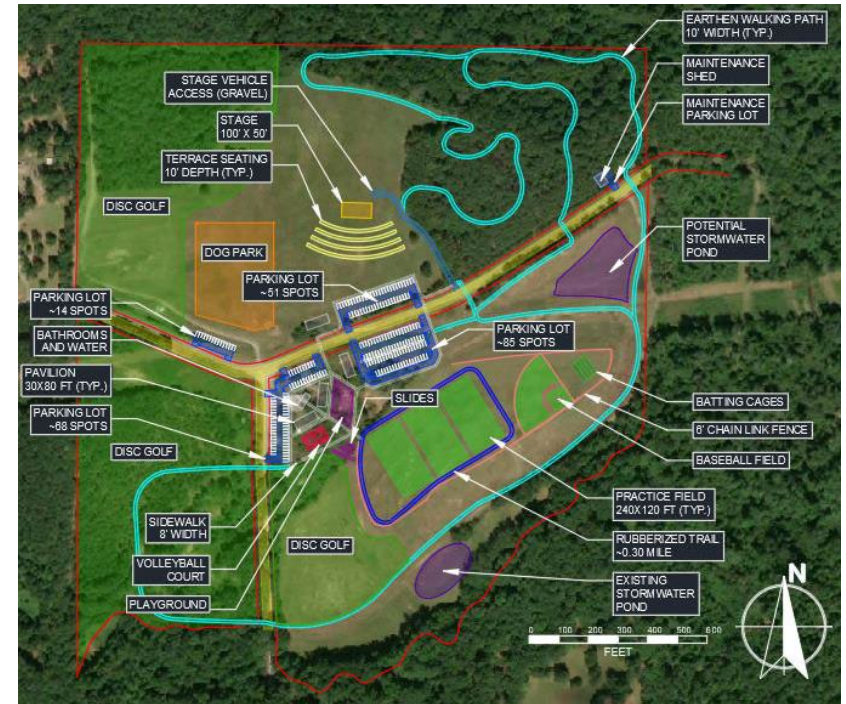 EARTHEN WALKING PATH
10' WIDTH (TYP.)
MAINTENANCE
SHED
MAINTENANCE
PARKING LOT
STAGE VEHICLE
ACCESS (GRAVEL)
STAGE
100' X 50'
TERRACE SEATING
10' DEPTH (TYP.)
DISC GOLF
DOG PARK
POTENTIAL
STORMWATER
POND
PARKING LOT
~51 SPOTS
PARKING LOT
~14 SPOTS
BATHROOMS
AND WATER
PARKING LOT
~85 SPOTS
PAVILION
30X80 FT (TYP.)
SLIDES
BATTING CAGES
PARKING LOT
~68 SPOTS
6' CHAIN LINK FENCE
DISC GOLF
BASEBALL FIELD
PRACTICE FIELD
240X120 FT (TYP.)
SIDEWALK
8' WIDTH
DISC GOLF
RUBBERIZED TRAIL
~0.30 MILE
VOLLEYBALL
COURT
EXISTING
STORMWATER
POND
PLAYGROUND
N
0 100 200 300 400 500 600
FEET